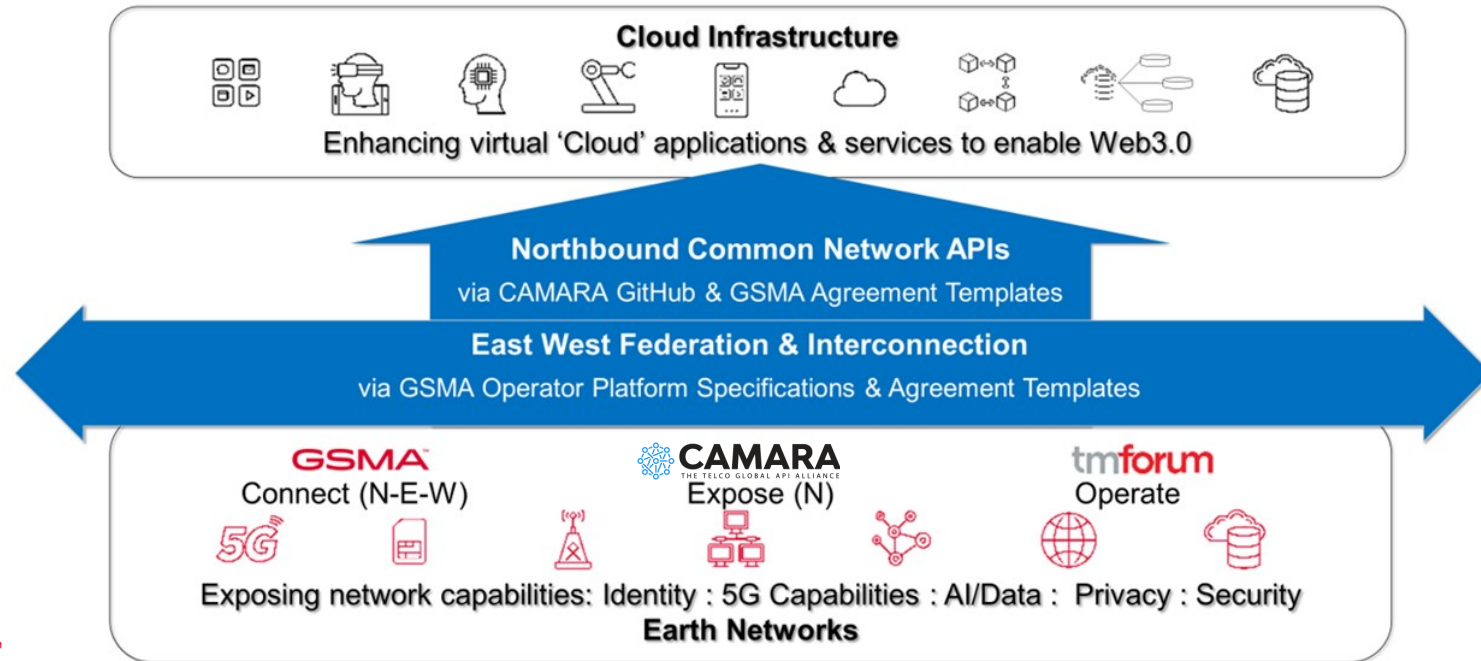 Cloud Infrastructure
Enhancing virtual ‘Cloud’ applications & services to enable Web3.0
Northbound Common Network APIs
via CAMARA GitHub & GSMA Agreement Templates
East West Federation & Interconnection
via GSMA Operator Platform Specifications & Agreement Templates
GSMA™
Connect (N-E-W)
CAMARA
THE TELCO GLOBAL API ALLIANCE
Expose (N)
tmforum
Operate
5G
Exposing network capabilities: Identity : 5G Capabilities : AI/Data : Privacy : Security
Earth Networks